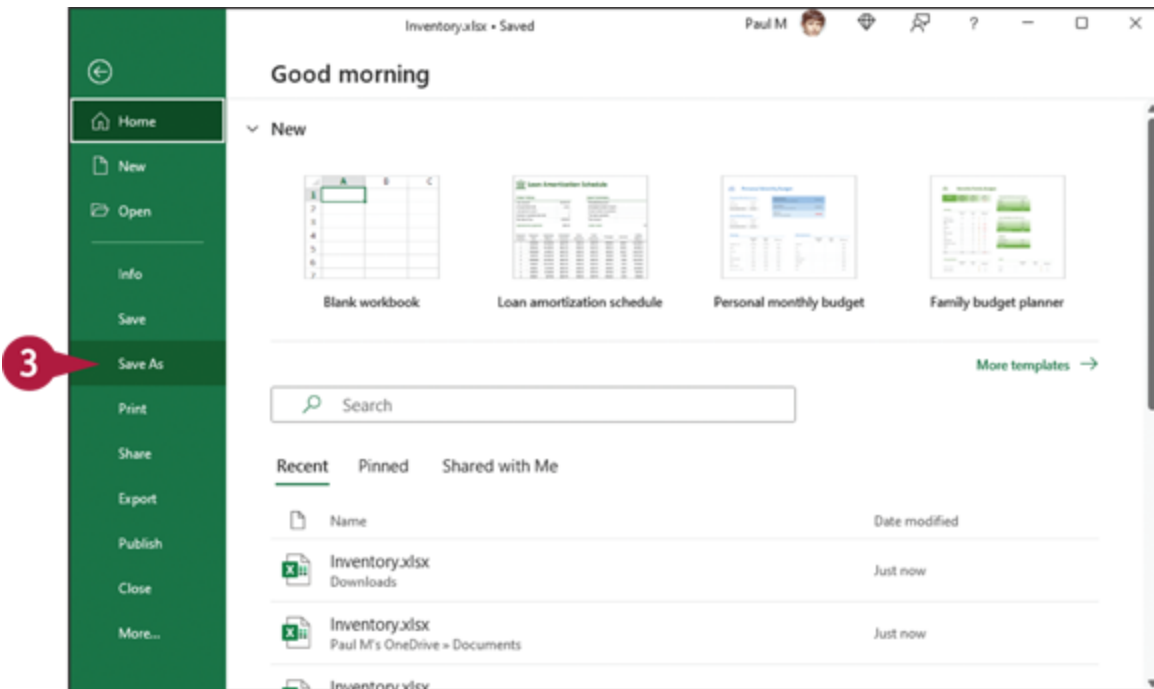 Inventory.xlsx • Saved
Paul M
?
Good morning
Home
New
Open
Info
Save
3
Save As
Print
Share
Export
Publish
Close
More...
New
A B C
1
2
3
4
5
6
7
Loan Amortization Schedule
Blank workbook
Loan amortization schedule
Personal monthly budget
Family budget planner
More templates
Search
Recent
Pinned
Shared with Me
Name
Date modified
Inventory.xlsx
Just now
Downloads
Inventory.xlsx
Just now
Paul M's OneDrive » Documents
Inventory.xlsx